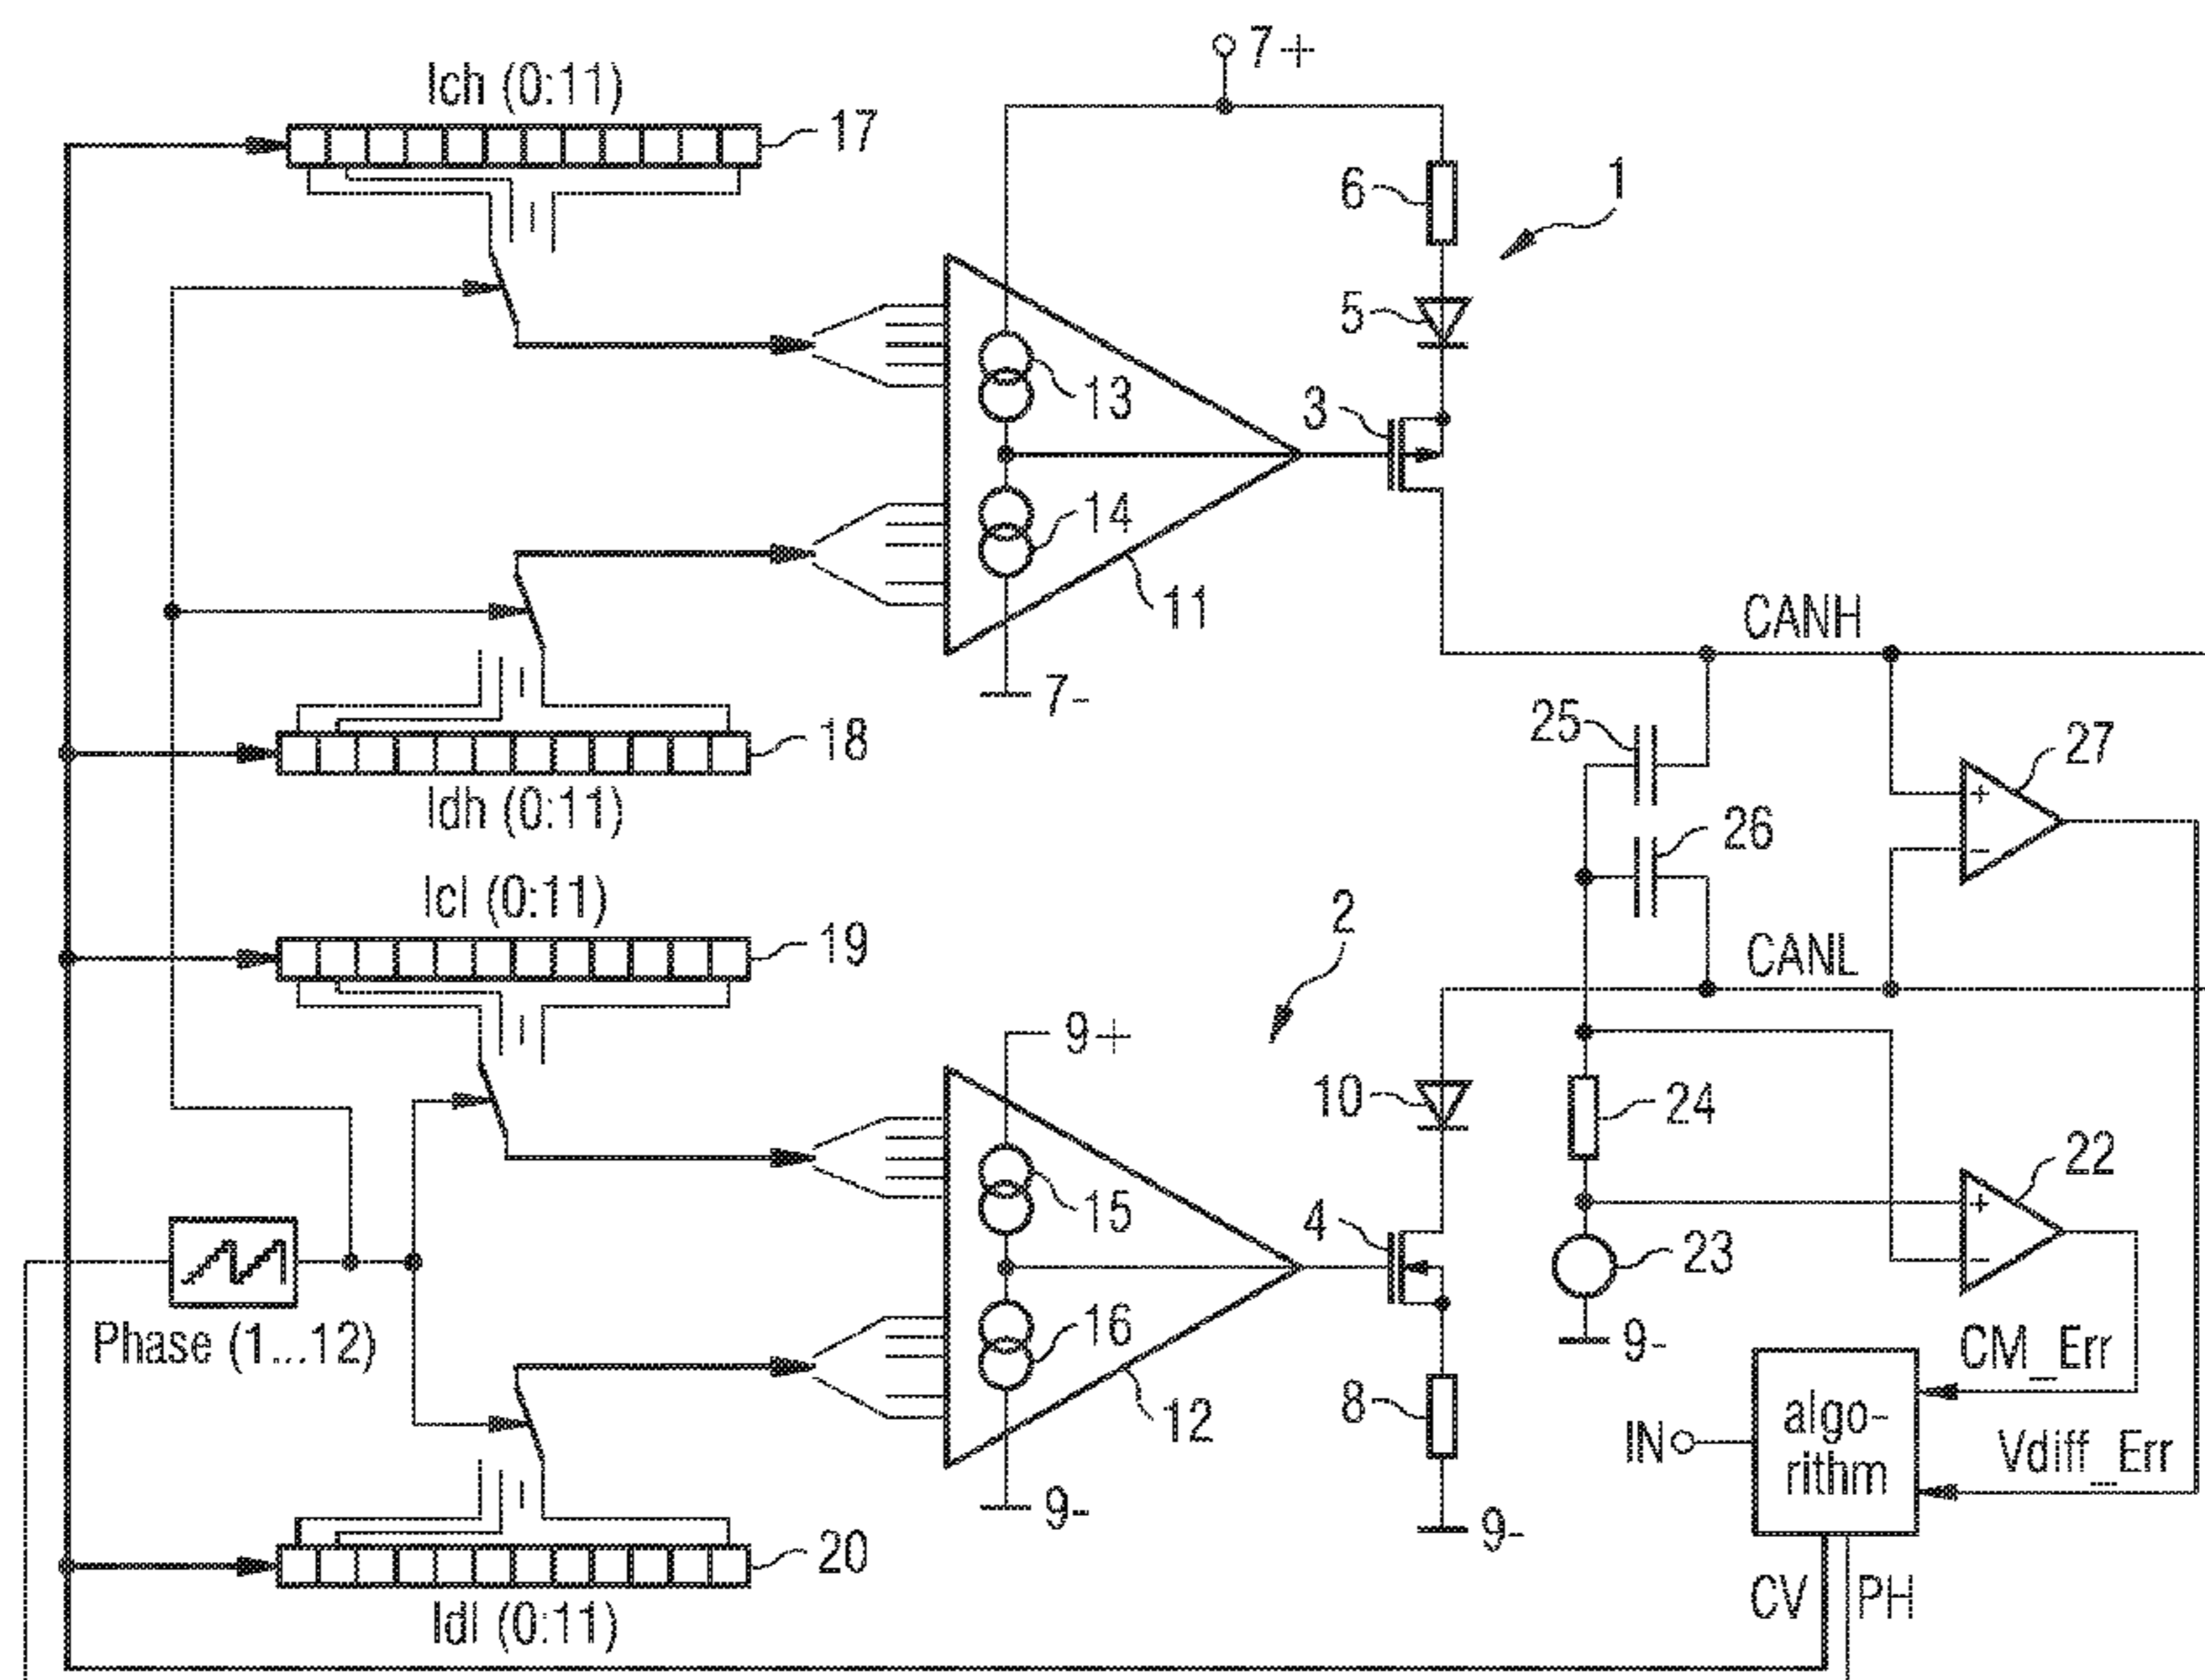 7+
Ich (0:11)
17
6
1
5
13
3
14
11
CANH
7-
25
18
27
Idh (0:11)
26
Icl (0:11)
2
19
CANL
9+
10
24
22
15
4
23
Phase (1...12)
16
9-
CM_Err
8
12
algo-
rithm
IN
Vdiff_Err
9-
9-
20
CV
PH
Idl (0:11)
+
-
+
-